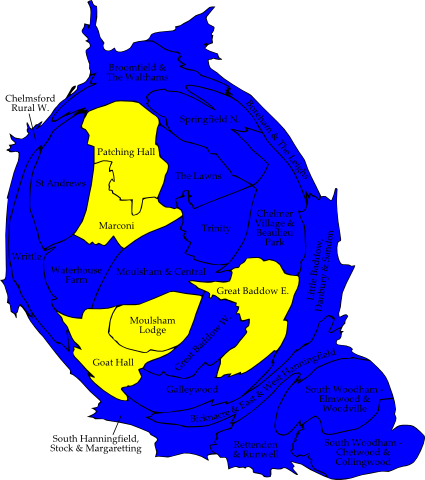 Broomfield &
The Walthams
Chelmsford
Rural W.
Boreham & The Leighs
Springfield N.
Patching Hall
St Andrews
The Lawns
Marconi
Trinity
Chelmer
Village &
Beaulieu
Park
Writtle
Waterhouse
Farm
Moulsham & Central
Little Baddow,
Danbury & Sandon
Great Baddow E.
Moulsham
Lodge
Great Baddow W.
Goat Hall
Galleywood
Bicknacre & East & West Hanningfield
South Woodham -
Elmwood &
Woodville
South Hanningfield,
Stock & Margaretting
Rettendon
& Runwell
South Woodham -
Chetwood &
Collingwood